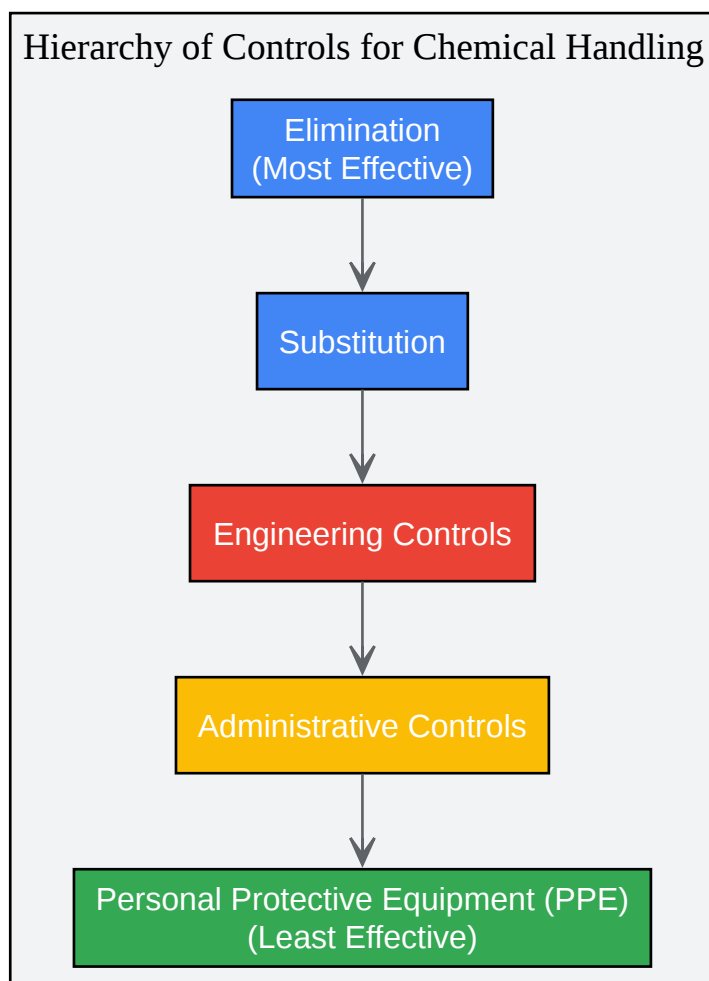 Hierarchy of Controls for Chemical Handling
Elimination
(Most Effective)
Substitution
Engineering Controls
Administrative Controls
Personal Protective Equipment (PPE)
(Least Effective)